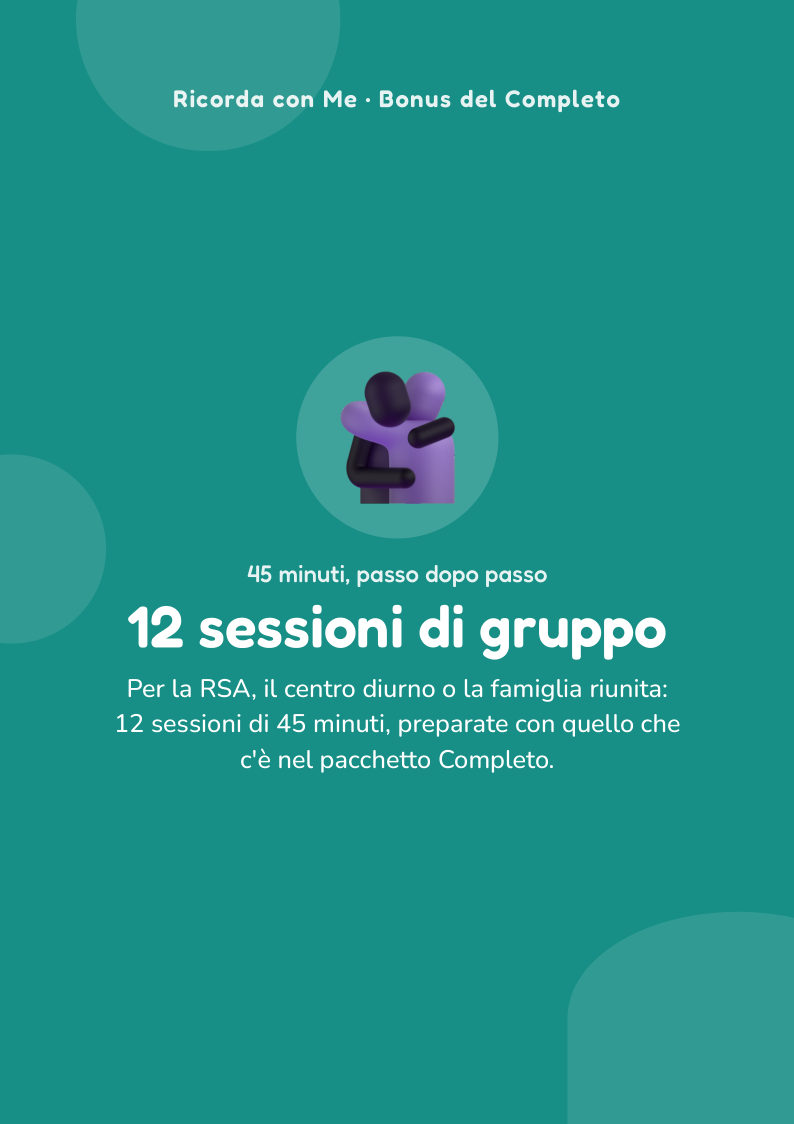 Ricorda con Me · Bonus del Completo
45 minuti, passo dopo passo
12 sessioni di gruppo
Per la RSA, il centro diurno o la famiglia riunita:
12 sessioni di 45 minuti, preparate con quello che
c'è nel pacchetto Completo.